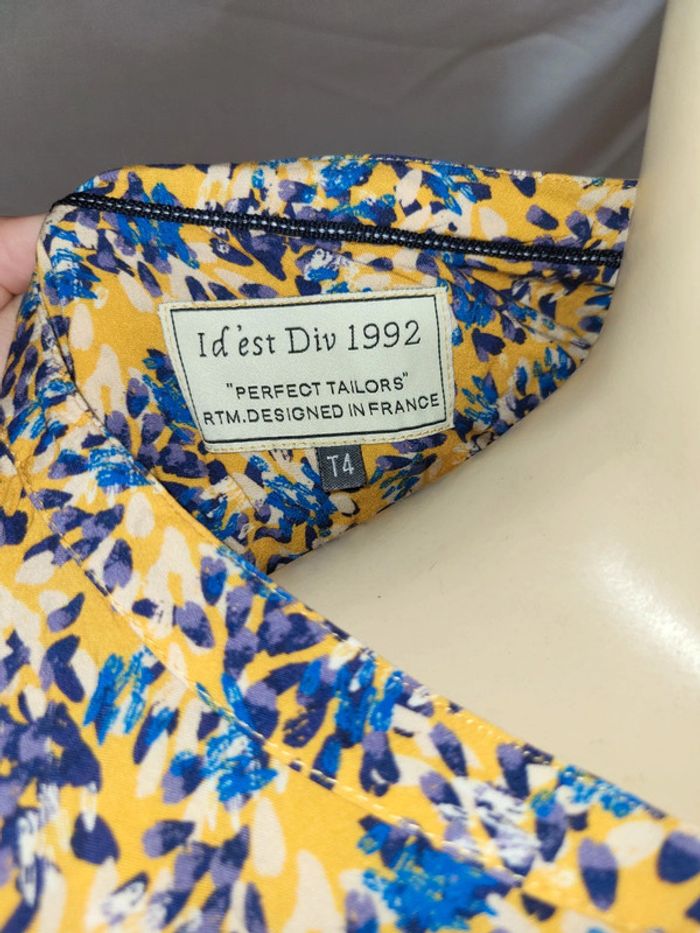 Id'est Div 1992
"PERFECT TAILORS"
RTM.DESIGNED IN FRANCE
T4